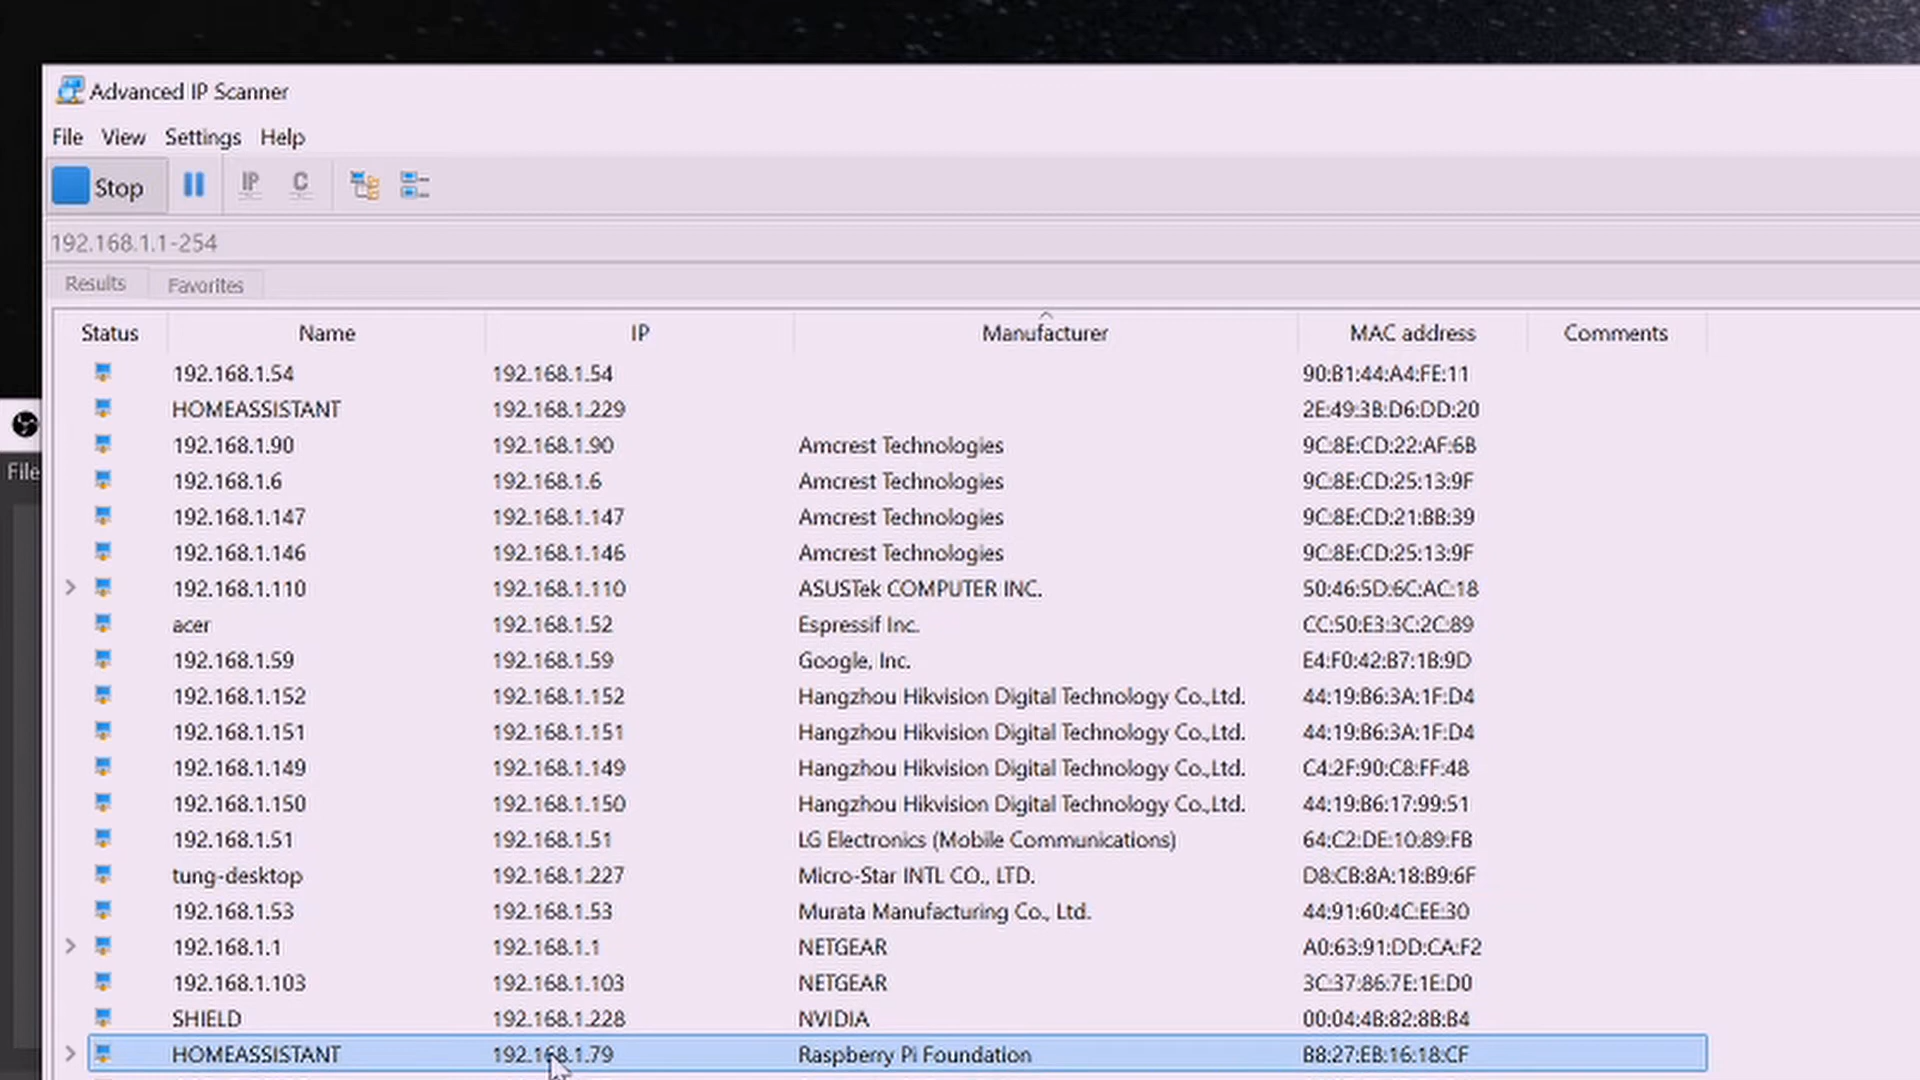 Advanced IP Scanner
File View Settings Help
Stop IP C
192.168.1.1-254
Results Favorites
Status Name IP Manufacturer MAC address Comments
192.168.1.54 192.168.1.54 90:B1:44:A4:FE:11
HOMEASSISTANT 192.168.1.229 2E:49:3B:D6:DD:20
192.168.1.90 192.168.1.90 Amcrest Technologies 9C:8E:CD:22:AF:6B
192.168.1.6 192.168.1.6 Amcrest Technologies 9C:8E:CD:25:13:9F
192.168.1.147 192.168.1.147 Amcrest Technologies 9C:8E:CD:21:BB:39
192.168.1.146 192.168.1.146 Amcrest Technologies 9C:8E:CD:25:13:9F
192.168.1.110 192.168.1.110 ASUSTek COMPUTER INC. 50:46:5D:6C:AC:18
acer 192.168.1.52 Espressif Inc. CC:50:E3:3C:2C:89
192.168.1.59 192.168.1.59 Google, Inc. E4:F0:42:B7:1B:9D
192.168.1.152 192.168.1.152 Hangzhou Hikvision Digital Technology Co.,Ltd. 44:19:B6:3A:1F:D4
192.168.1.151 192.168.1.151 Hangzhou Hikvision Digital Technology Co.,Ltd. 44:19:B6:3A:1F:D4
192.168.1.149 192.168.1.149 Hangzhou Hikvision Digital Technology Co.,Ltd. C4:2F:90:C8:FF:48
192.168.1.150 192.168.1.150 Hangzhou Hikvision Digital Technology Co.,Ltd. 44:19:B6:17:99:51
192.168.1.51 192.168.1.51 LG Electronics (Mobile Communications) 64:C2:DE:10:89:FB
tung-desktop 192.168.1.227 Micro-Star INTL CO., LTD. D8:CB:8A:18:B9:6F
192.168.1.53 192.168.1.53 Murata Manufacturing Co., Ltd. 44:91:60:4C:EE:30
192.168.1.1 192.168.1.1 NETGEAR A0:63:91:DD:CA:F2
192.168.1.103 192.168.1.103 NETGEAR 3C:37:86:7E:1E:D0
SHIELD 192.168.1.228 NVIDIA 00:04:4B:82:8B:B4
HOMEASSISTANT 192.168.1.79 Raspberry Pi Foundation B8:27:EB:16:18:CF
File